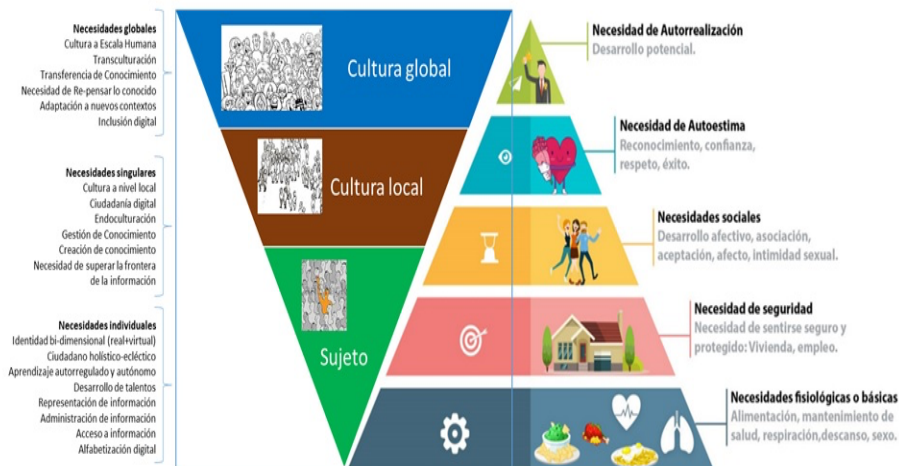 Necesidades globales
Cultura a Escala Humana
Transculturación
Transferencia de Conocimiento
Necesidad de Re-pensar lo conocido
Adaptación a nuevos contextos
Inclusión digital
Necesidades singulares
Cultura a nivel local
Ciudadanía digital
Endoculturación
Gestión de Conocimiento
Creación de conocimiento
Necesidad de superar la frontera
de la información
Necesidades individuales
Identidad bi-dimensional (real+virtual)
Ciudadano holístico-ecléctico
Aprendizaje autorregulado y autónomo
Desarrollo de talentos
Representación de información
Administración de información
Acceso a información
Alfabetización digital
Cultura global
Cultura local
Sujeto
Necesidad de Autorrealización
Desarrollo potencial.
Necesidad de Autoestima
Reconocimiento, confianza,
respeto, éxito.
Necesidades sociales
Desarrollo afectivo, asociación,
aceptación, afecto, intimidad sexual.
Necesidad de seguridad
Necesidad de sentirse seguro y
protegido: Vivienda, empleo.
Necesidades fisiológicas o básicas
Alimentación, mantenimiento de
salud, respiración,descanso, sexo.